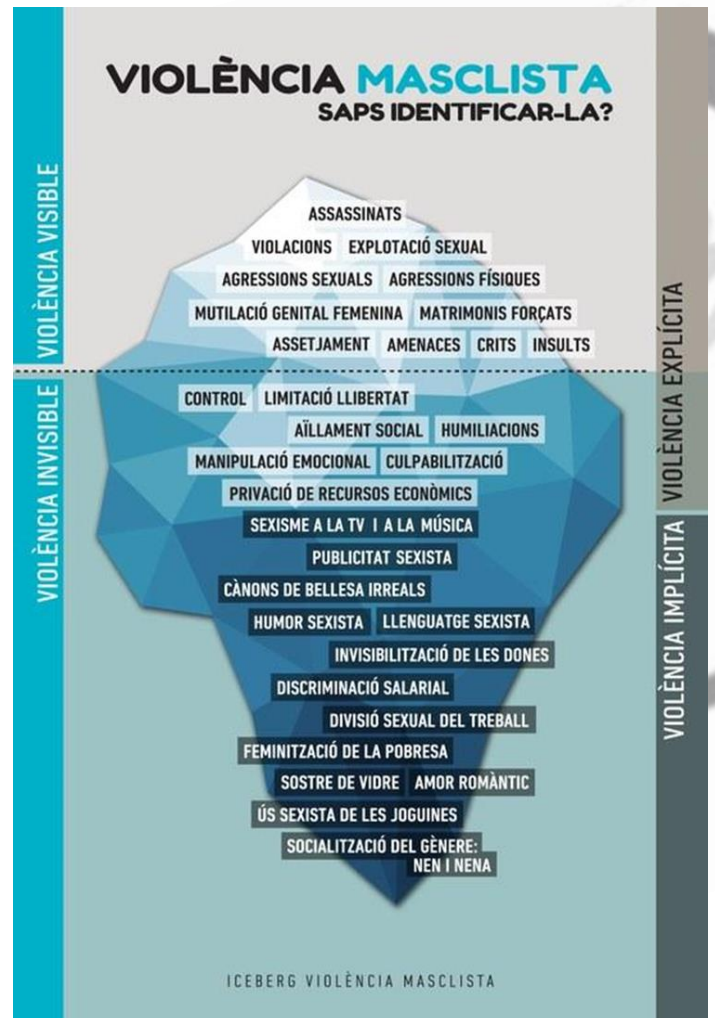 VIOLÈNCIA MASCLISTA
SAPS IDENTIFICAR-LA?
VIOLÈNCIA VISIBLE
ASSASSINATS
VIOLACIONS EXPLOTACIÓ SEXUAL
AGRESSIONS SEXUALS AGRESSIONS FÍSIQUES
MUTILACIÓ GENITAL FEMENINA MATRIMONIS FORÇATS
ASSETJAMENT AMENACES CRITS INSULTS
VIOLÈNCIA EXPLÍCITA
VIOLÈNCIA INVISIBLE
CONTROL LIMITACIÓ LLIBERTAT
AÏLLAMENT SOCIAL HUMILIACIONS
MANIPULACIÓ EMOCIONAL CULPABILITZACIÓ
PRIVACIÓ DE RECURSOS ECONÒMICS
SEXISME A LA TV I A LA MÚSICA
PUBLICITAT SEXISTA
CÀNONS DE BELLESA IRREALS
HUMOR SEXISTA LLENGUATGE SEXISTA
INVISIBILITZACIÓ DE LES DONES
DISCRIMINACIÓ SALARIAL
DIVISIÓ SEXUAL DEL TREBALL
FEMINITZACIÓ DE LA POBRESA
SOSTRE DE VIDRE AMOR ROMÀNTIC
ÚS SEXISTA DE LES JOGUINES
SOCIALITZACIÓ DEL GÈNERE:
NEN I NENA
VIOLÈNCIA IMPLÍCITA
ICEBERG VIOLÈNCIA MASCLISTA